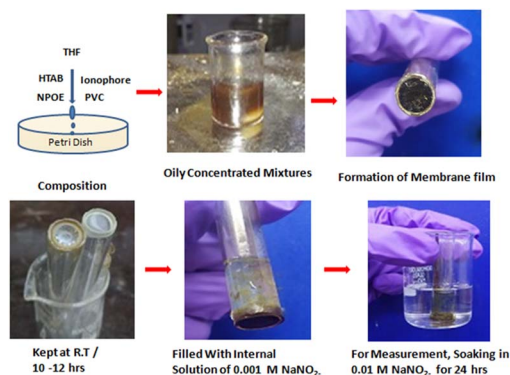 THF
HTAB Ionophore
NPOE PVC
Petri Dish
Composition
Oily Concentrated Mixtures
Formation of Membrane film
Kept at R.T /
10 -12 hrs
Filled With Internal
Solution of 0.001 M NaNO₂.
For Measurement, Soaking in
0.01 M NaNO₂, for 24 hrs